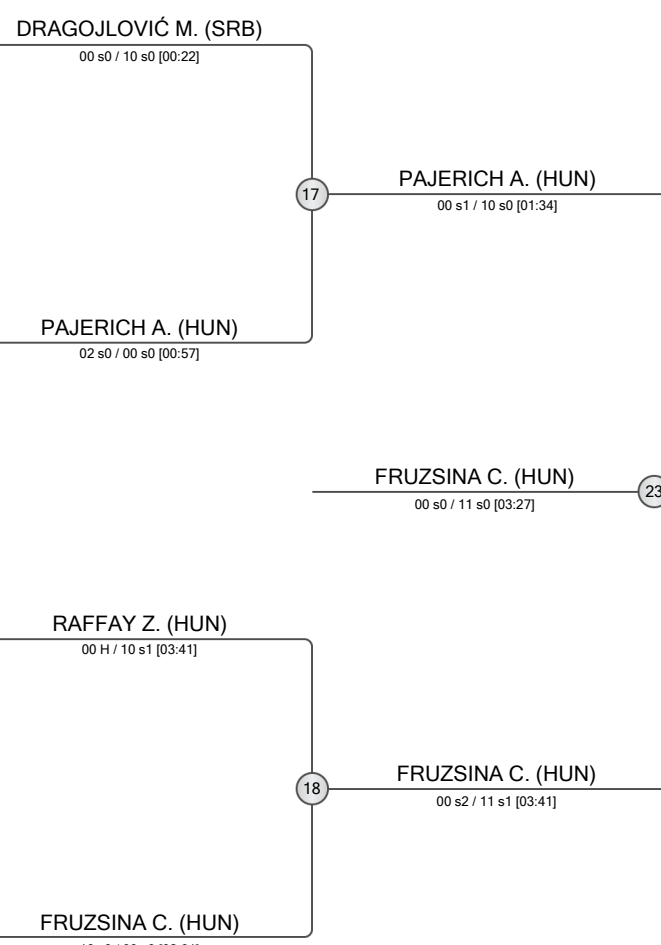 DRAGOJLOVIĆ M. (SRB)
00 s0 / 10 s0 [00:22]
17
PAJERICH A. (HUN)
00 s1 / 10 s0 [01:34]
PAJERICH A. (HUN)
02 s0 / 00 s0 [00:57]
FRUZSINA C. (HUN)
23
00 s0 / 11 s0 [03:27]
RAFFAY Z. (HUN)
00 H / 10 s1 [03:41]
18
FRUZSINA C. (HUN)
00 s2 / 11 s1 [03:41]
FRUZSINA C. (HUN)